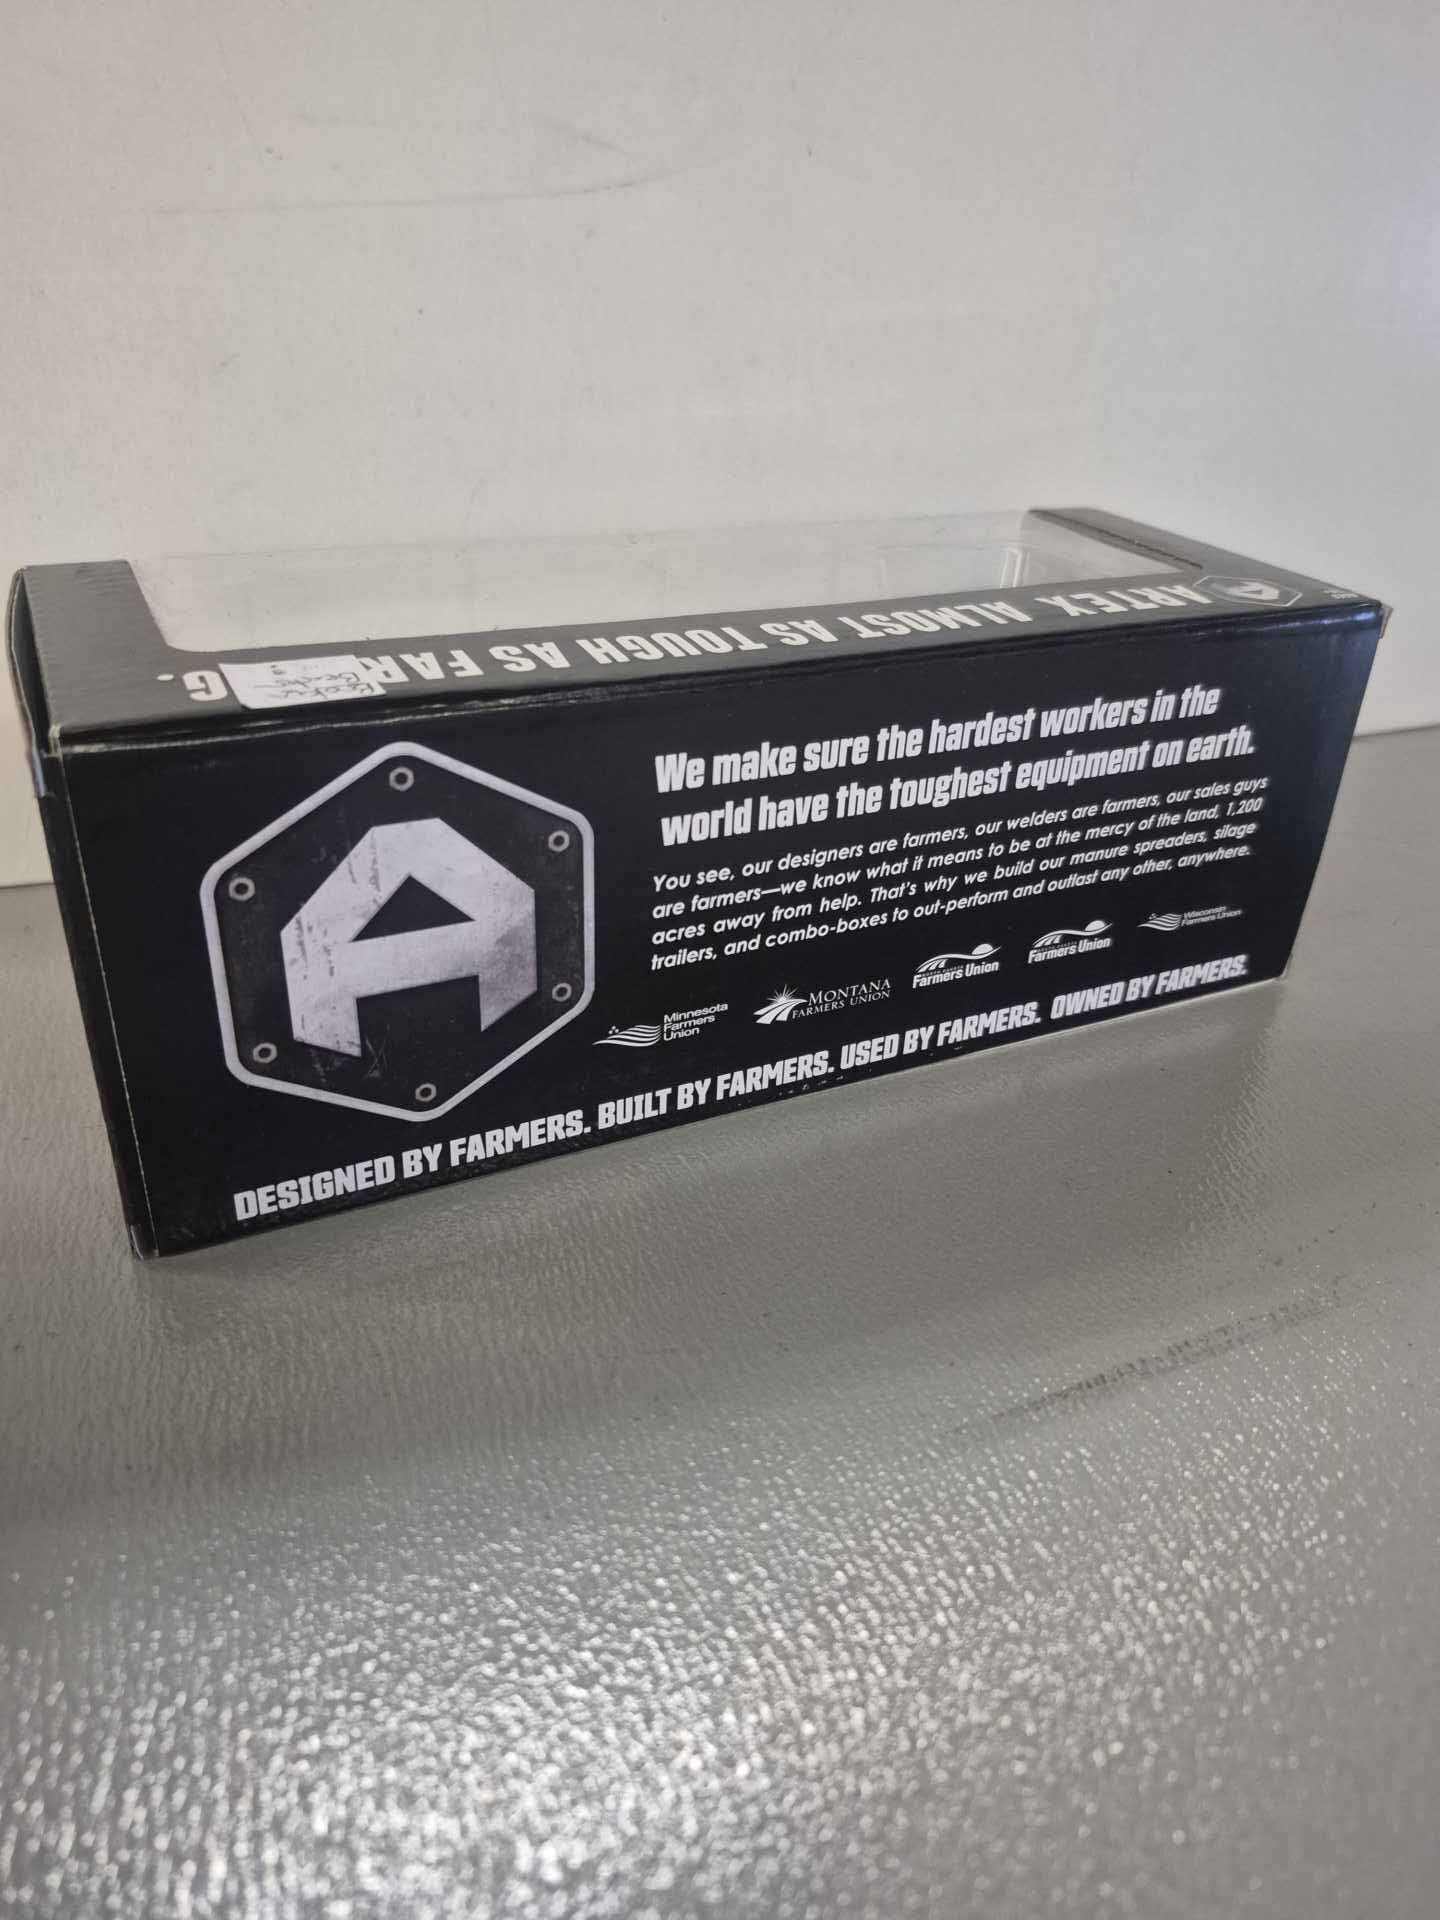 ARTEX. ALMOST AS TOUGH AS FAR G.
We make sure the hardest workers in the
world have the toughest equipment on earth.
You see, our designers are farmers, our welders are farmers, our sales guys
are farmers—we know what it means to be at the mercy of the land, 1,200
acres away from help. That's why we build our manure spreaders, silage
trailers, and combo-boxes to out-perform and outlast any other, anywhere.
Minnesota
Farmers
Union
MONTANA
FARMERS UNION
Farmers Union
Farmers Union
Wisconsin
Farmers Union
DESIGNED BY FARMERS. BUILT BY FARMERS. USED BY FARMERS. OWNED BY FARMERS.